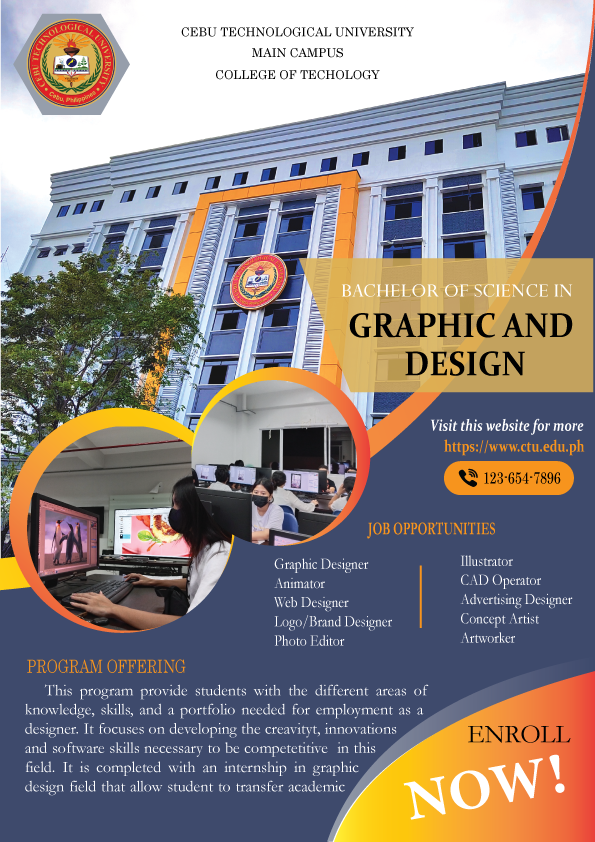 CEBU TECHNOLOGICAL UNIVERSITY
MAIN CAMPUS
COLLEGE OF TECHOLOGY
CEBU TECHNOLOGICAL UNIVERSITY
Cebu, Philippines
BACHELOR OF SCIENCE IN
GRAPHIC AND
DESIGN
Visit this website for more
https://www.ctu.edu.ph
123-654-7896
JOB OPPORTUNITIES
Graphic Designer
Animator
Web Designer
Logo/Brand Designer
Photo Editor
Illustrator
CAD Operator
Advertising Designer
Concept Artist
Artworker
PROGRAM OFFERING
This program provide students with the different areas of
knowledge, skills, and a portfolio needed for employment as a
designer. It focuses on developing the creavityt, innovations
and software skills necessary to be competetitive in this
field. It is completed with an internship in graphic
design field that allow student to transfer academic
ENROLL
NOW!